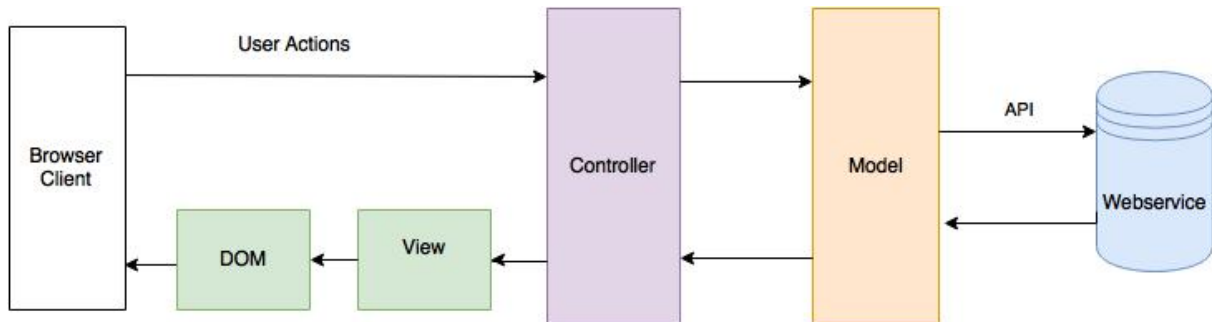 User Actions
Browser
Client
DOM
View
Controller
Model
API
Webservice